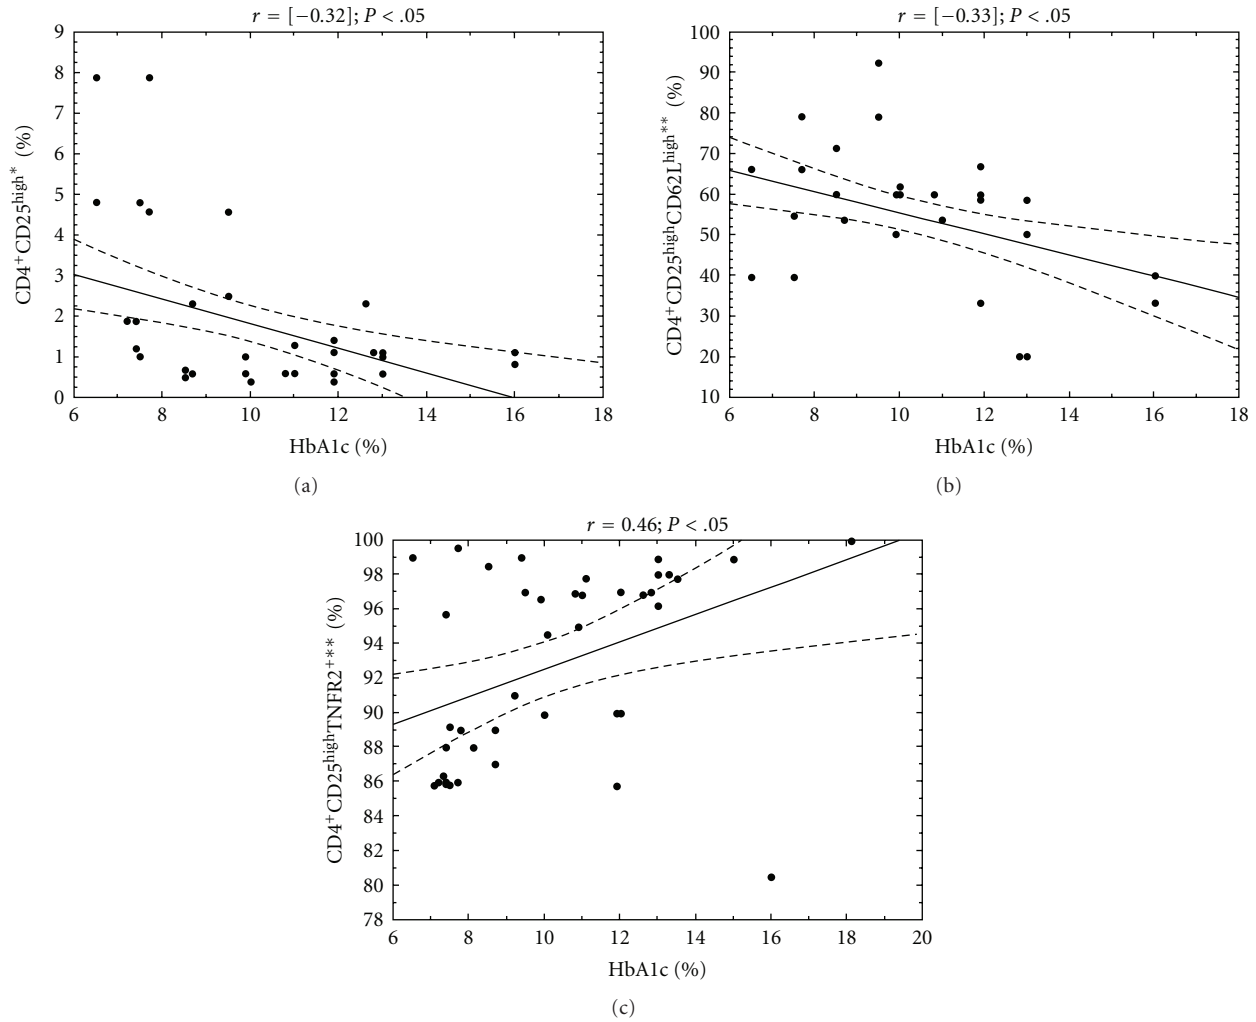 r = [−0.32]; P < .05
CD4⁺CD25ʰⁱᵍʰ* (%)
9
8
7
6
5
4
3
2
1
0
6 8 10 12 14 16 18
HbA1c (%)
(a)
r = [−0.33]; P < .05
CD4⁺CD25ʰⁱᵍʰCD62Lʰⁱᵍʰ** (%)
100
90
80
70
60
50
40
30
20
10
6 8 10 12 14 16 18
HbA1c (%)
(b)
r = 0.46; P < .05
CD4⁺CD25ʰⁱᵍʰTNFR2⁺** (%)
100
98
96
94
92
90
88
86
84
82
80
78
6 8 10 12 14 16 18 20
HbA1c (%)
(c)